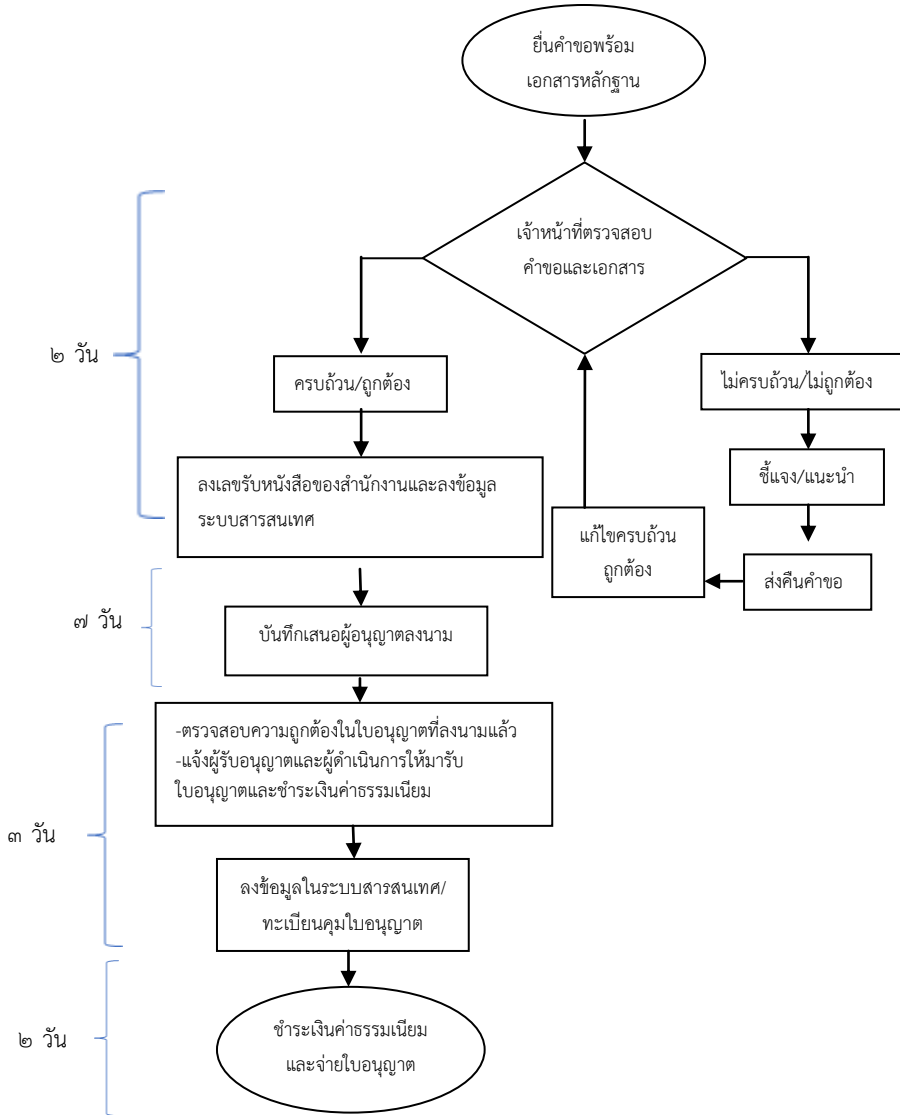 ยื่นคำขอพร้อม
เอกสารหลักฐาน
เจ้าหน้าที่ตรวจสอบ
คำขอและเอกสาร
๒ วัน
ครบถ้วน/ถูกต้อง
ไม่ครบถ้วน/ไม่ถูกต้อง
ลงเลขรับหนังสือของสำนักงานและลงข้อมูล
ระบบสารสนเทศ
ชี้แจง/แนะนำ
แก้ไขครบถ้วน
ถูกต้อง
ส่งคืนคำขอ
๗ วัน
บันทึกเสนอผู้อนุญาตลงนาม
-ตรวจสอบความถูกต้องในใบอนุญาตที่ลงนามแล้ว
-แจ้งผู้รับอนุญาตและผู้ดำเนินการให้มารับ
ใบอนุญาตและชำระเงินค่าธรรมเนียม
๓ วัน
ลงข้อมูลในระบบสารสนเทศ/
ทะเบียนคุมใบอนุญาต
๒ วัน
ชำระเงินค่าธรรมเนียม
และจ่ายใบอนุญาต